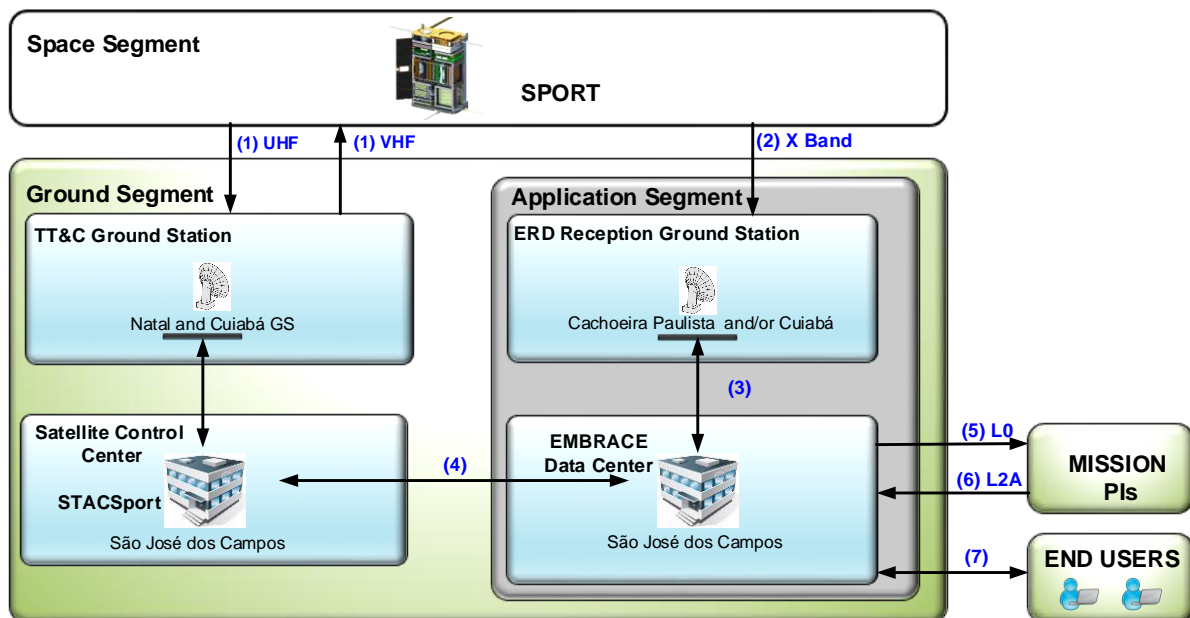 Space Segment
SPORT
(1) UHF
(1) VHF
(2) X Band
Ground Segment
Application Segment
TT&C Ground Station
Natal and Cuiabá GS
ERD Reception Ground Station
Cachoeira Paulista and/or Cuiabá
(3)
Satellite Control
Center
STACSport
São José dos Campos
(4)
EMBRACE
Data Center
São José dos Campos
(5) L0
(6) L2A
MISSION
PIs
(7)
END USERS